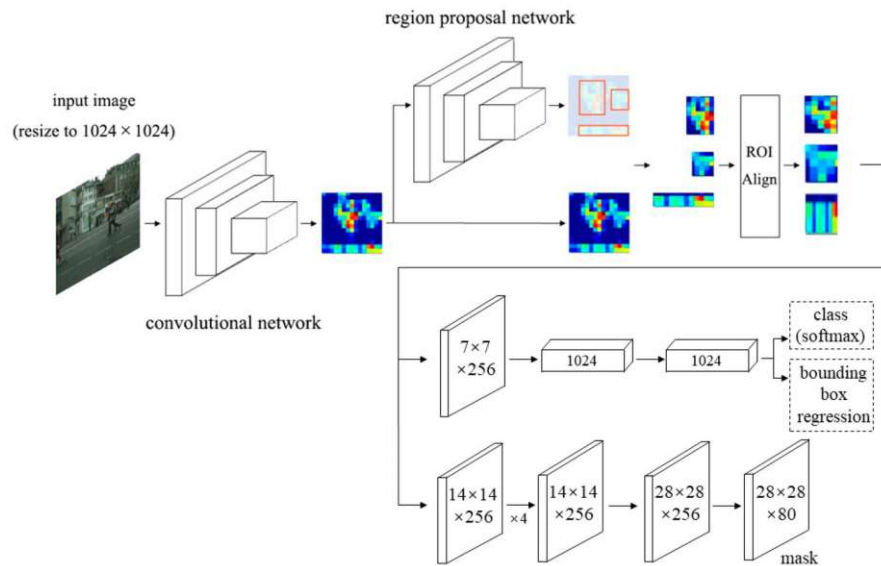 region proposal network
input image
(resize to 1024 × 1024)
ROI
Align
convolutional network
7×7
×256
1024
1024
class
(softmax)
bounding
box
regression
14×14
×256
×4
14×14
×256
28×28
×256
28×28
×80
mask